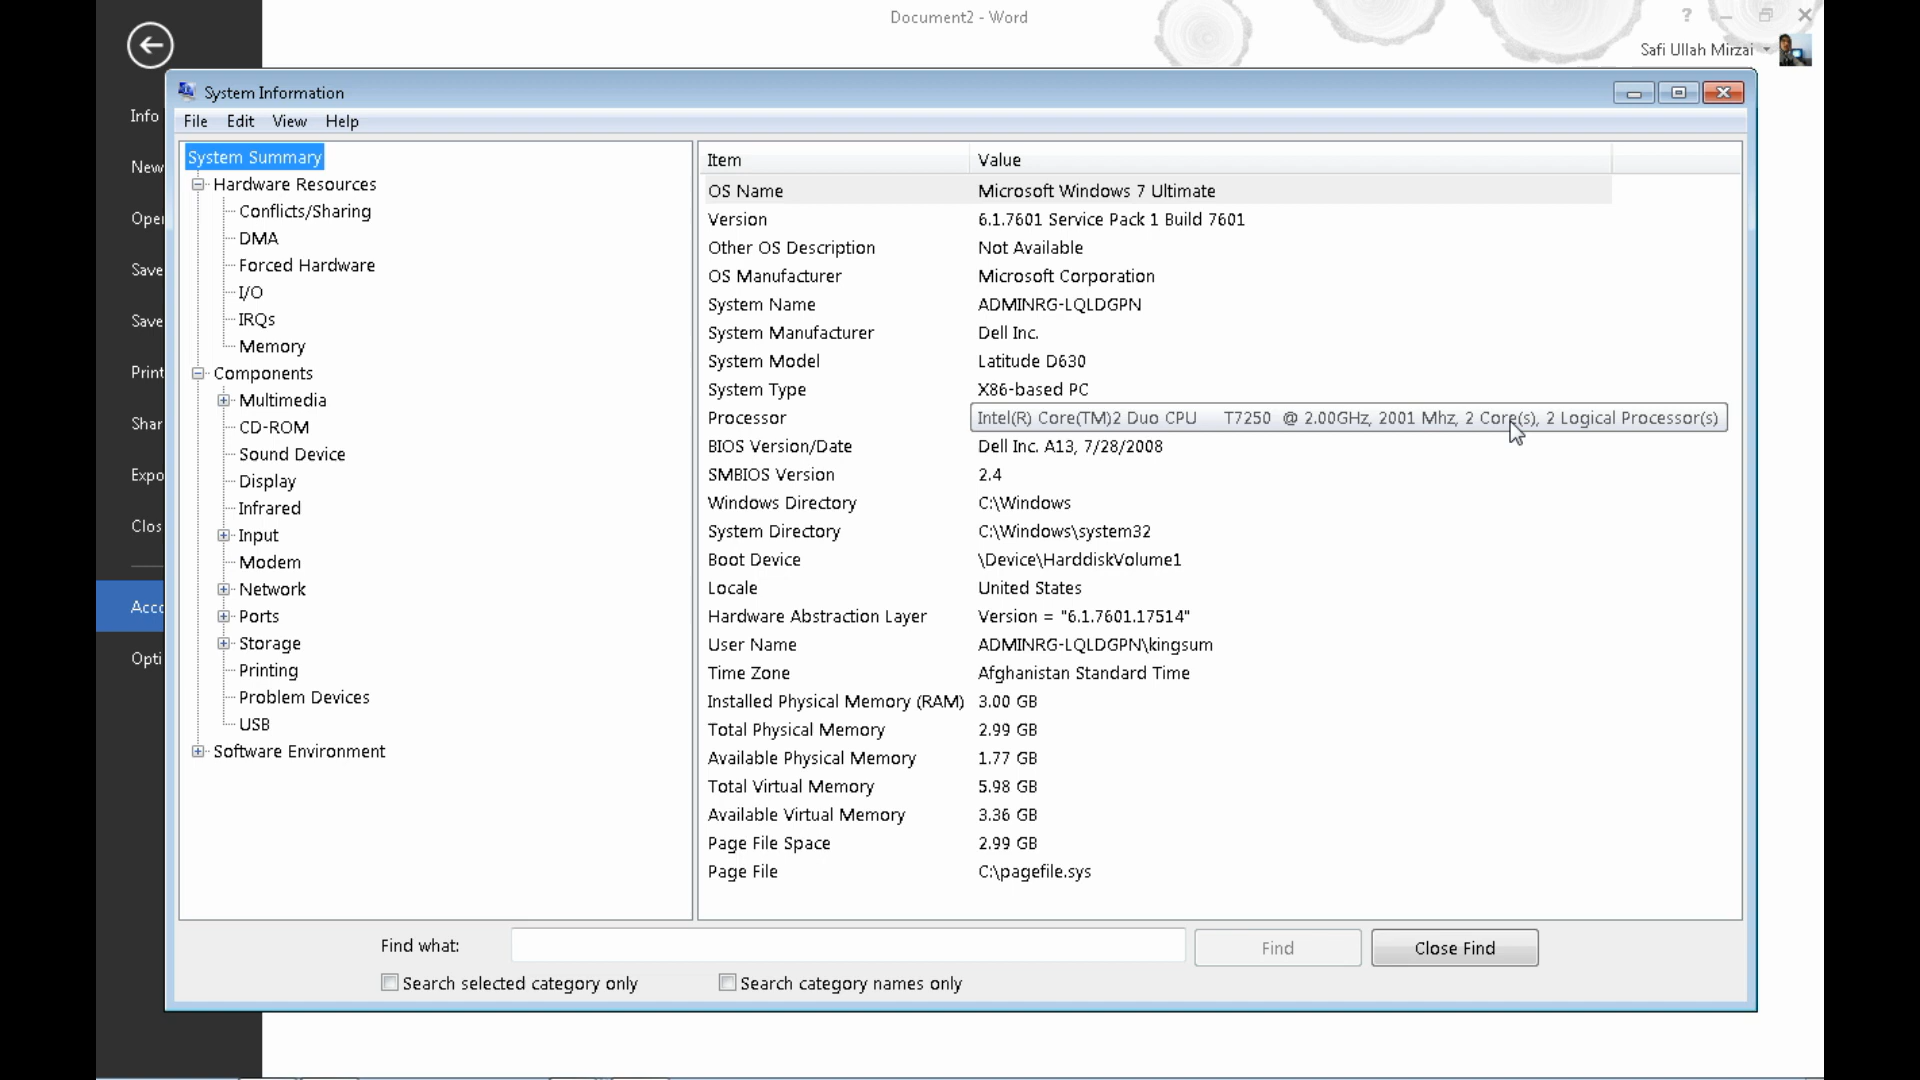 Document2 - Word
?
Safi Ullah Mirzai
System Information
File Edit View Help
Info
New
Open
Save
Save
Print
Shar
Expo
Clos
Acco
Opti
System Summary
Hardware Resources
Conflicts/Sharing
DMA
Forced Hardware
I/O
IRQs
Memory
Components
Multimedia
CD-ROM
Sound Device
Display
Infrared
Input
Modem
Network
Ports
Storage
Printing
Problem Devices
USB
Software Environment
Item Value
OS Name Microsoft Windows 7 Ultimate
Version 6.1.7601 Service Pack 1 Build 7601
Other OS Description Not Available
OS Manufacturer Microsoft Corporation
System Name ADMINRG-LQLDGPN
System Manufacturer Dell Inc.
System Model Latitude D630
System Type X86-based PC
Processor Intel(R) Core(TM)2 Duo CPU T7250 @ 2.00GHz, 2001 Mhz, 2 Core(s), 2 Logical Processor(s)
BIOS Version/Date Dell Inc. A13, 7/28/2008
SMBIOS Version 2.4
Windows Directory C:\Windows
System Directory C:\Windows\system32
Boot Device \Device\HarddiskVolume1
Locale United States
Hardware Abstraction Layer Version = "6.1.7601.17514"
User Name ADMINRG-LQLDGPN\kingsum
Time Zone Afghanistan Standard Time
Installed Physical Memory (RAM) 3.00 GB
Total Physical Memory 2.99 GB
Available Physical Memory 1.77 GB
Total Virtual Memory 5.98 GB
Available Virtual Memory 3.36 GB
Page File Space 2.99 GB
Page File C:\pagefile.sys
Find what: Find Close Find
Search selected category only Search category names only